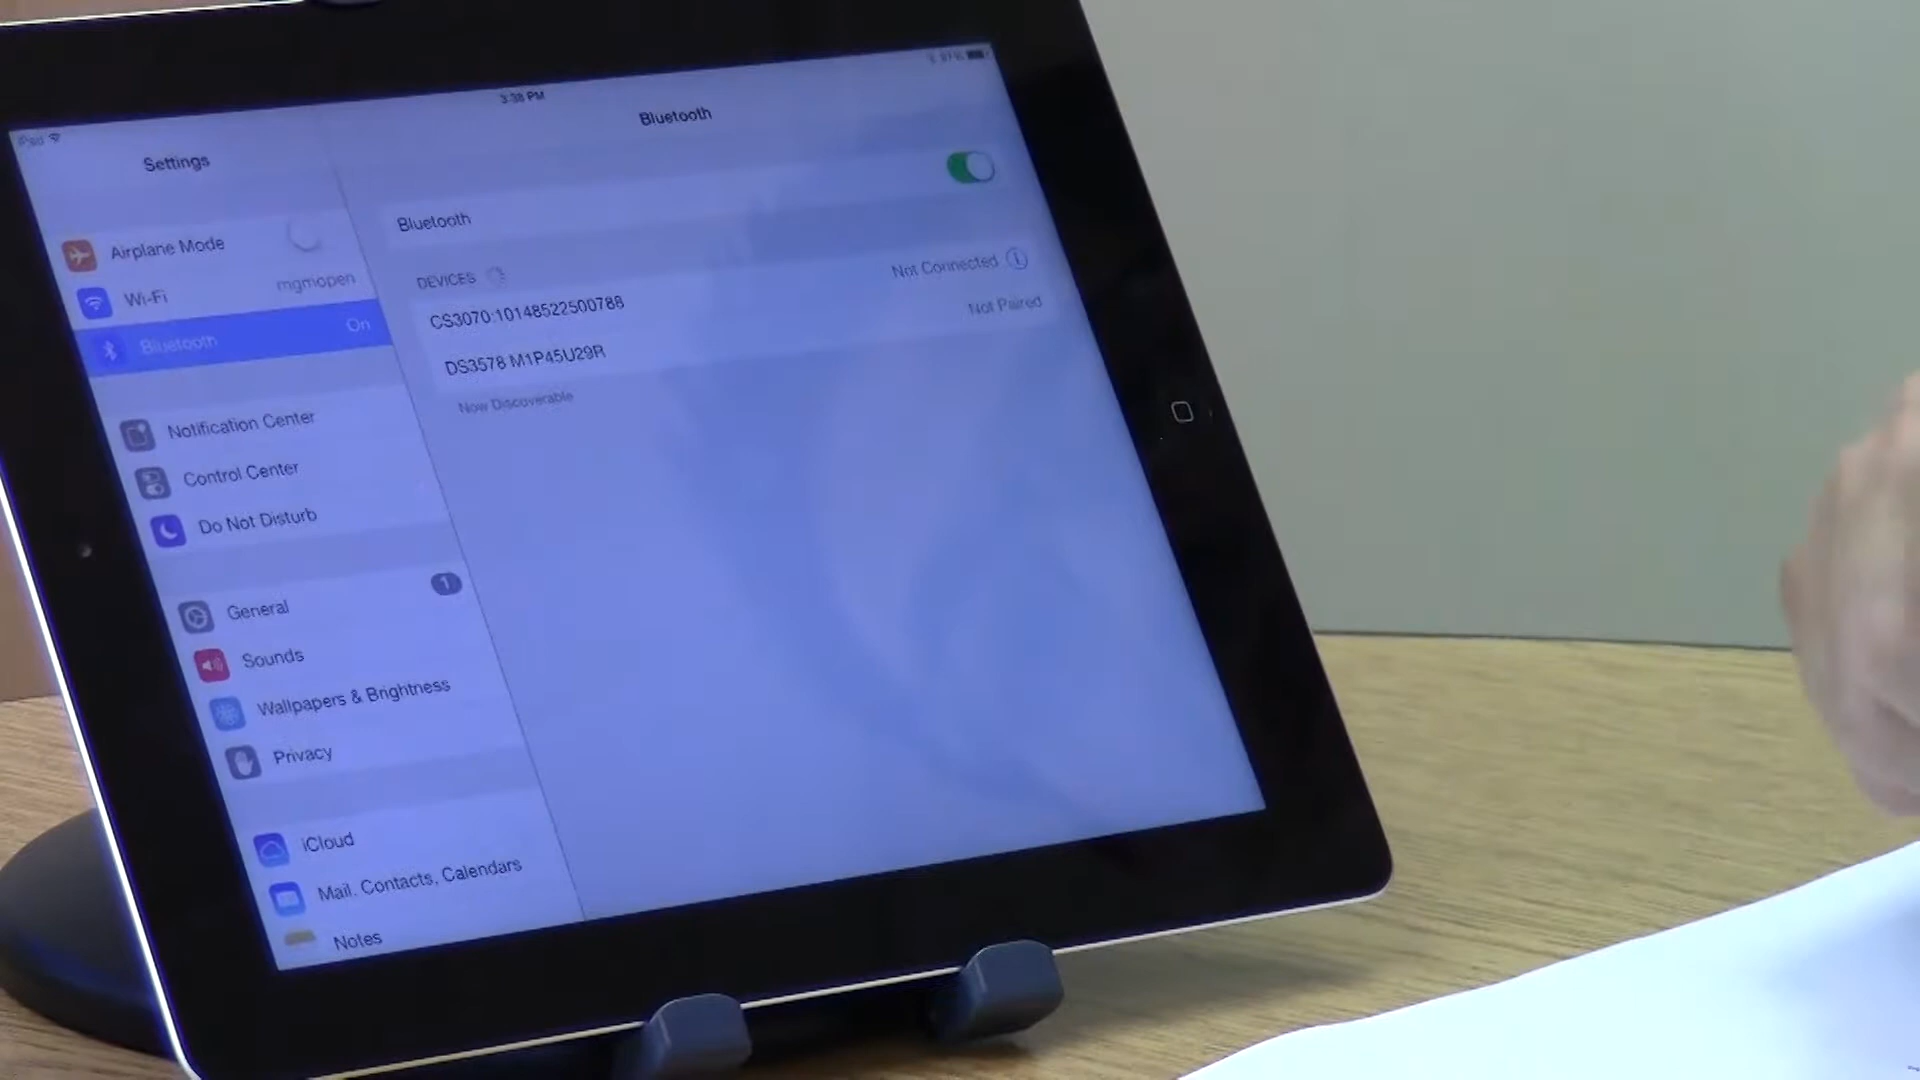 iPad
3:38 PM
81%
Settings
Airplane Mode
Wi-Fi mgmopen
Bluetooth On
Notification Center
Control Center
Do Not Disturb
General 1
Sounds
Wallpapers & Brightness
Privacy
iCloud
Mail, Contacts, Calendars
Notes
Bluetooth
Bluetooth
DEVICES
CS3070:10148522500788 Not Connected
DS3578 M1P45U29R Not Paired
Now Discoverable